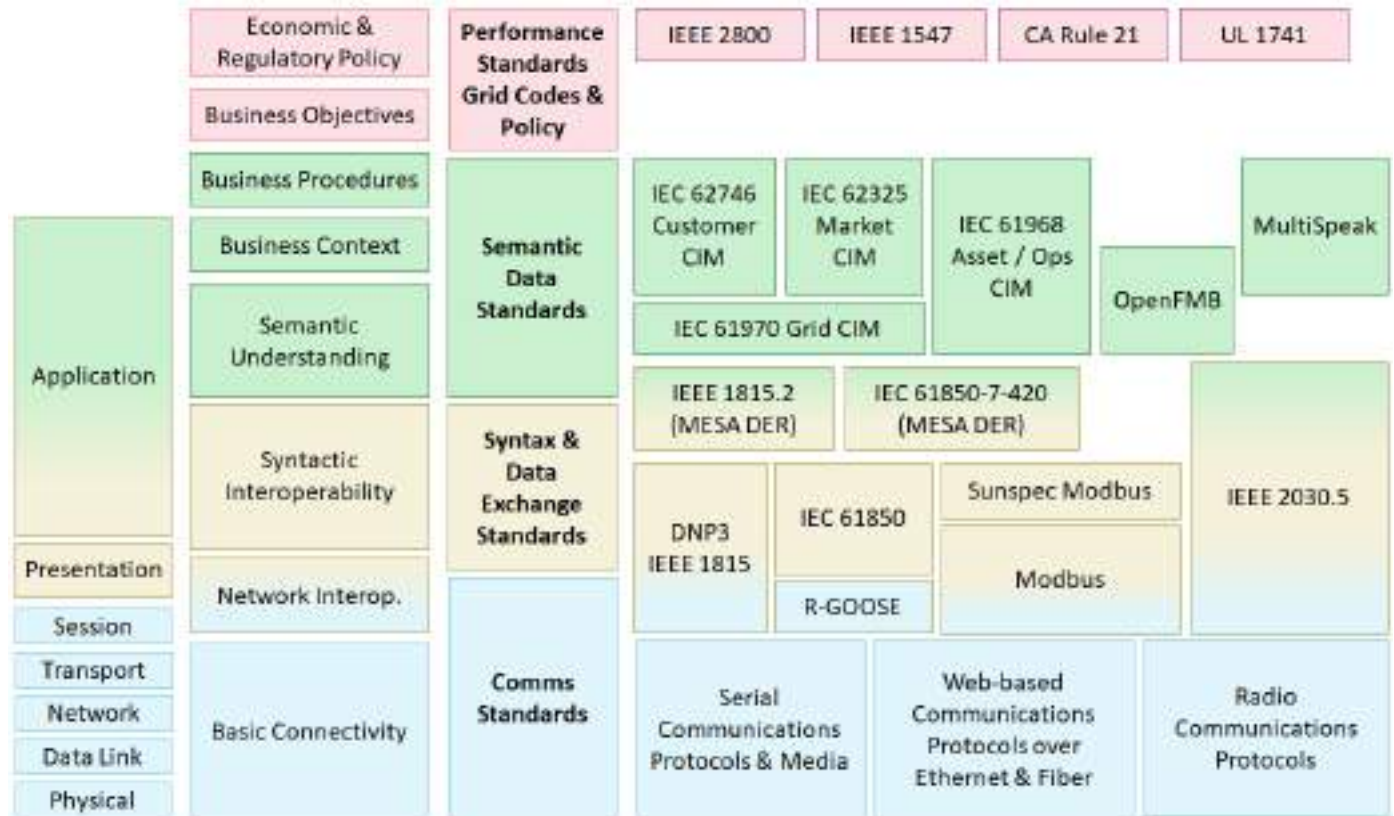 Economic &
Regulatory Policy
Business Objectives
Business Procedures
Business Context
Semantic
Understanding
Syntactic
Interoperability
Network Interop.
Basic Connectivity
Application
Presentation
Session
Transport
Network
Data Link
Physical
Performance
Standards
Grid Codes &
Policy
Semantic
Data
Standards
Syntax &
Data
Exchange
Standards
Comms
Standards
IEEE 2800
IEEE 1547
CA Rule 21
UL 1741
IEC 62746
Customer
CIM
IEC 62325
Market
CIM
IEC 61968
Asset / Ops
CIM
OpenFMB
MultiSpeak
IEC 61970 Grid CIM
IEEE 1815.2
(MESA DER)
IEC 61850-7-420
(MESA DER)
IEEE 2030.5
DNP3
IEEE 1815
IEC 61850
R-GOOSE
Sunspec Modbus
Modbus
Serial
Communications
Protocols & Media
Web-based
Communications
Protocols over
Ethernet & Fiber
Radio
Communications
Protocols